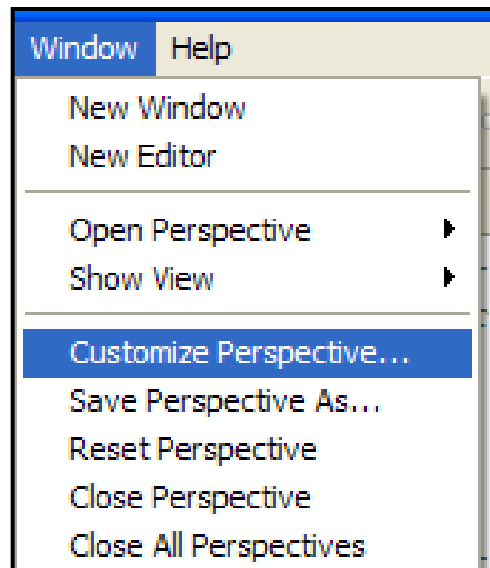 Window Help
New Window
New Editor
Open Perspective
Show View
Customize Perspective...
Save Perspective As...
Reset Perspective
Close Perspective
Close All Perspectives